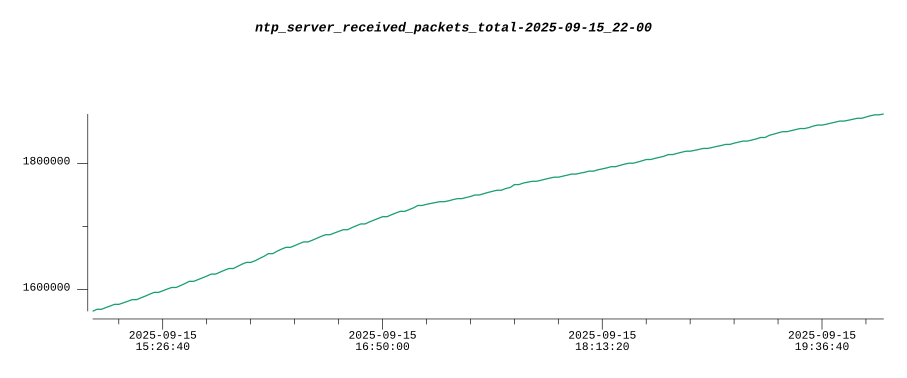 ntp_server_received_packets_total-2025-09-15_22-00
1800000
1600000
2025-09-15 2025-09-15 2025-09-15 2025-09-15
15:26:40 16:50:00 18:13:20 19:36:40